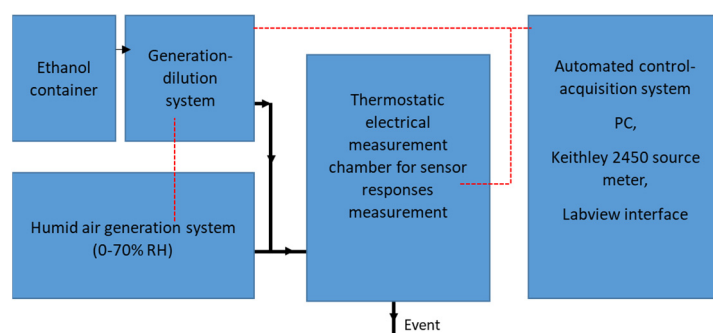 Ethanol
container
Generation-
dilution
system
Humid air generation system
(0-70% RH)
Thermostatic
electrical
measurement
chamber for sensor
responses
measurement
Event
Automated control-
acquisition system
PC,
Keithley 2450 source
meter,
Labview interface